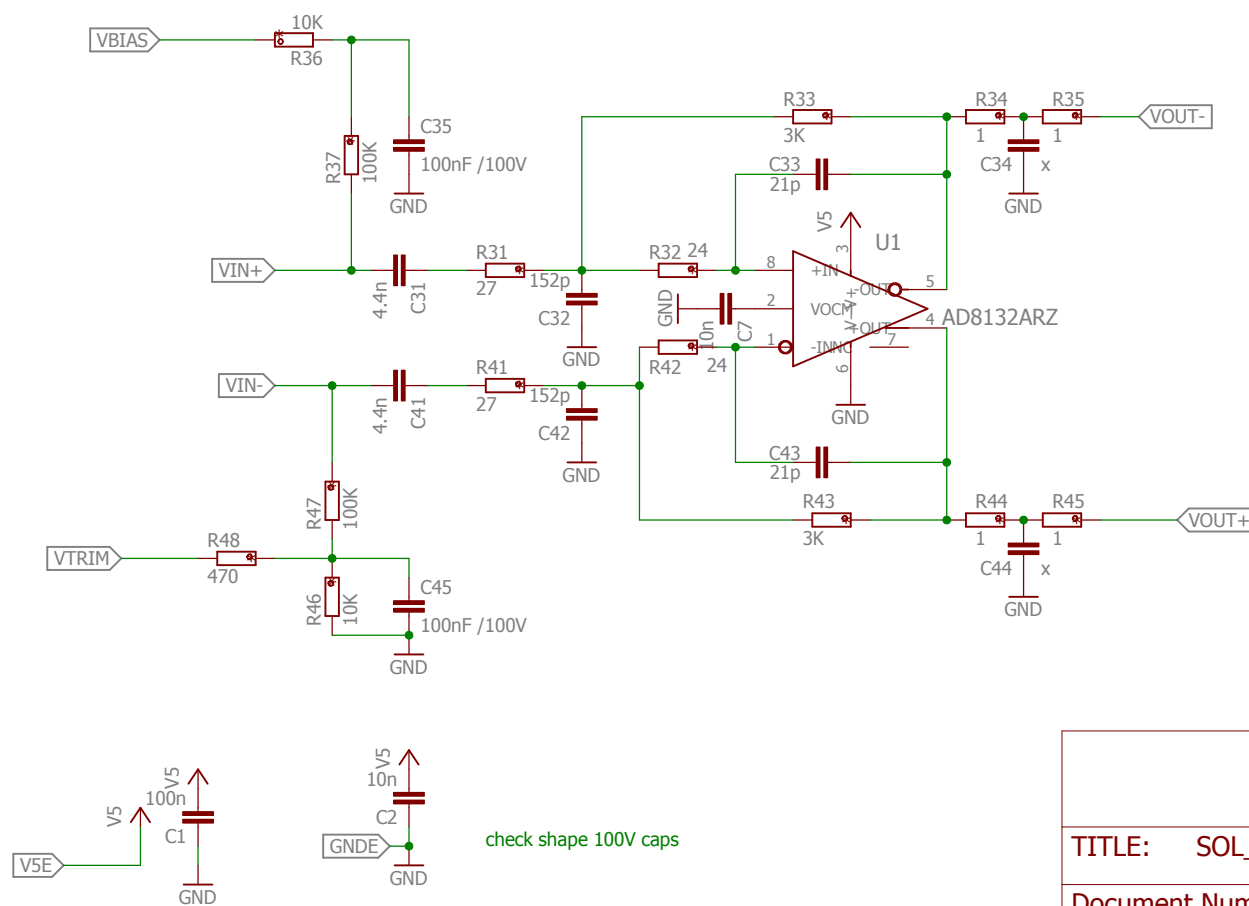 10K
VBIAS
R36
C35
100nF /100V
R37
100K
GND
R33
3K
R34
1
R35
1
VOUT-
C34
x
GND
C33
21p
V5
3
U1
VIN+
4.4n
C31
R31
27
152p
C32
GND
R32
24
8
+IN
-OUT
5
GND
10n
C7
2
VOCM
V+
V-
+OUT
4
AD8132ARZ
1
-IN
NC
7
6
GND
VIN-
4.4n
C41
R41
27
152p
C42
GND
R42
24
C43
21p
R43
3K
R44
1
R45
1
VOUT+
C44
x
GND
R47
100K
VTRIM
R48
470
R46
10K
C45
100nF /100V
GND
V5
100n
C1
GND
V5
V5E
V5
10n
C2
GNDE
GND
check shape 100V caps
TITLE: SOL_
Document Num